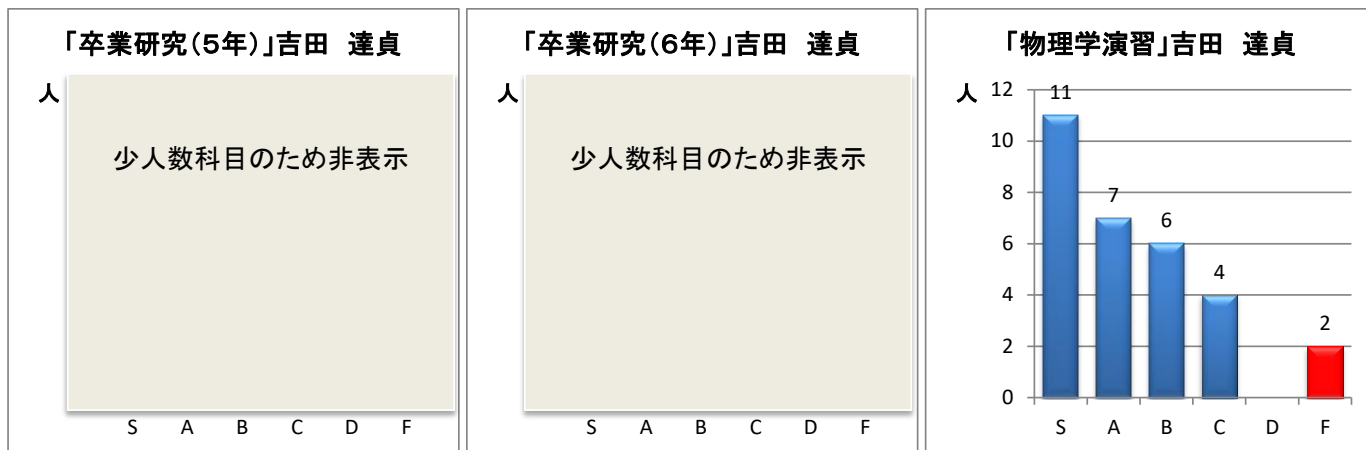 「卒業研究（5年）」吉田　達貞
人
少人数科目のため非表示
S A B C D F
「卒業研究（6年）」吉田　達貞
人
少人数科目のため非表示
S A B C D F
「物理学演習」吉田　達貞
人
12
10
8
6
4
2
0
11
7
6
4
2
S A B C D F